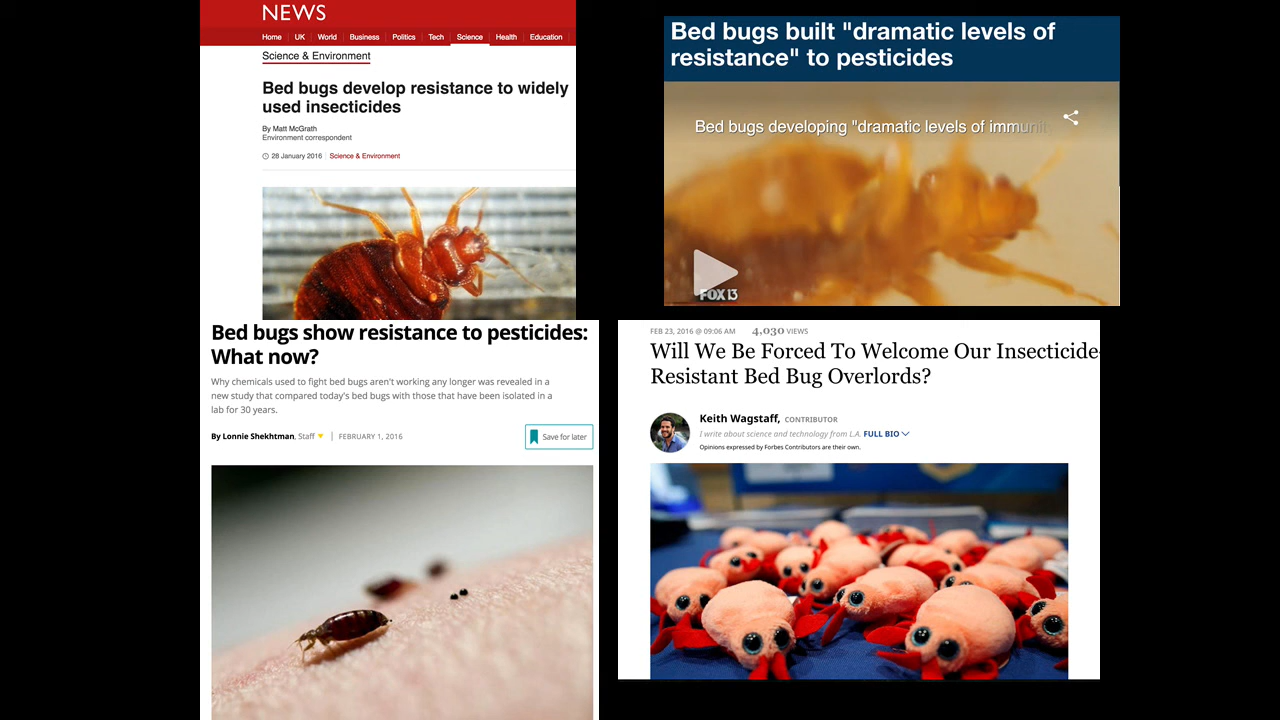 NEWS
Home UK World Business Politics Tech Science Health Education
Science & Environment
Bed bugs develop resistance to widely
used insecticides
By Matt McGrath
Environment correspondent
28 January 2016 Science & Environment
Bed bugs built "dramatic levels of
resistance" to pesticides
Bed bugs developing "dramatic levels of immunit
FOX 13
Bed bugs show resistance to pesticides:
What now?
Why chemicals used to fight bed bugs aren't working any longer was revealed in a
new study that compared today's bed bugs with those that have been isolated in a
lab for 30 years.
By Lonnie Shekhtman, Staff FEBRUARY 1, 2016
Save for later
FEB 23, 2016 @ 09:06 AM 4,030 VIEWS
Will We Be Forced To Welcome Our Insecticide-
Resistant Bed Bug Overlords?
Keith Wagstaff, CONTRIBUTOR
I write about science and technology from L.A. FULL BIO
Opinions expressed by Forbes Contributors are their own.